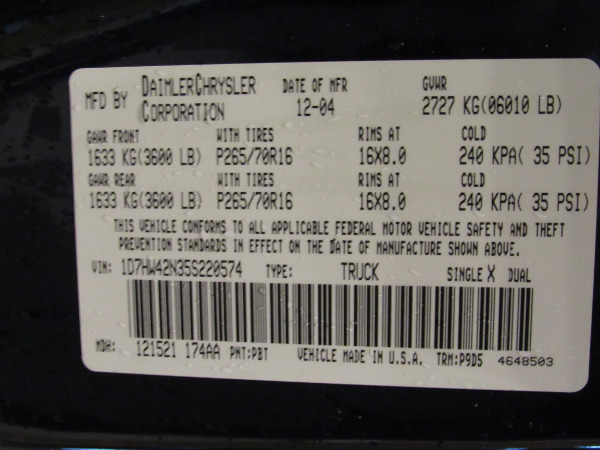 MFD BY DAIMLERCHRYSLER CORPORATION DATE OF MFR 12-04 GVWR 2727 KG(06010 LB)
GAWR FRONT WITH TIRES RIMS AT COLD
1633 KG(3600 LB) P265/70R16 16X8.0 240 KPA( 35 PSI)
GAWR REAR WITH TIRES RIMS AT COLD
1633 KG(3600 LB) P265/70R16 16X8.0 240 KPA( 35 PSI)
THIS VEHICLE CONFORMS TO ALL APPLICABLE FEDERAL MOTOR VEHICLE SAFETY AND THEFT
PREVENTION STANDARDS IN EFFECT ON THE DATE OF MANUFACTURE SHOWN ABOVE.
VIN: 1D7HW42N35S220574 TYPE: TRUCK SINGLE X DUAL
MDH: 121521 174AA PNT:PBT VEHICLE MADE IN U.S.A. TRM:P9D5 4648503